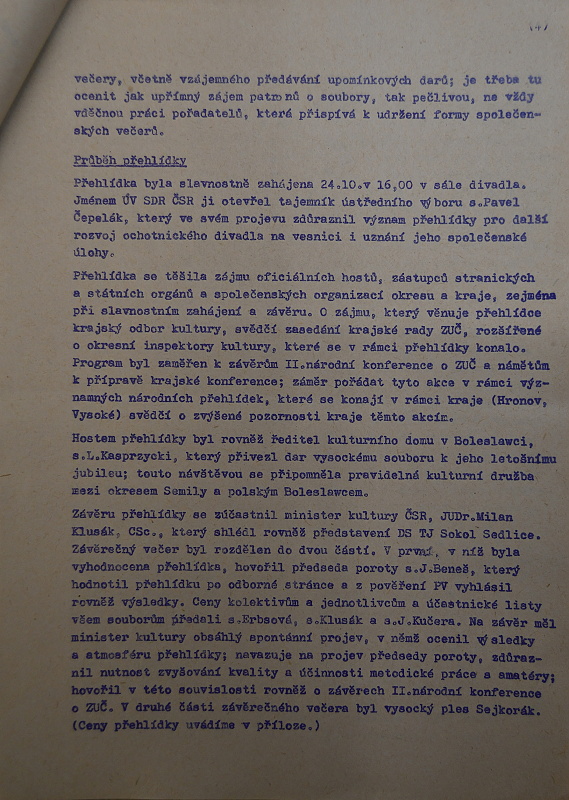 (4)
večery, včetně vzájemného předávání upomínkových darů; je třeba tu
ocenit jak upřímný zájem patronů o soubory, tak pečlivou, ne vždy
vděčnou práci pořadatelů, která přispívá k udržení formy společen-
ských večerů.
Průběh přehlídky
Přehlídka byla slavnostně zahájena 24.10.v 16,00 v sále divadla.
Jménem ÚV SDR ČSR ji otevřel tajemník ústředního výboru s.Pavel
Čepelák, který ve svém projevu zdůraznil význam přehlídky pro další
rozvoj ochotnického divadla na vesnici i uznání jeho společenské
úlohy.
Přehlídka se těšila zájmu oficiálních hostů, zástupců stranických
a státních orgánů a společenských organizací okresu a kraje, zejména
při slavnostním zahájení a závěru. O zájmu, který věnuje přehlídce
krajský odbor kultury, svědčí zasedání krajské rady ZUČ, rozšířené
o okresní inspektory kultury, které se v rámci přehlídky konalo.
Program byl zaměřen k závěrům II.národní konference o ZUČ a námětům
k přípravě krajské konference; záměr pořádat tyto akce v rámci výz-
namných národních přehlídek, které se konají v rámci kraje (Hronov,
Vysoké) svědčí o zvýšené pozornosti kraje těmto akcím.
Hostem přehlídky byl rovněž ředitel kulturního domu v Boleslawci,
s.L.Kasprzycki, který přivezl dar vysockému souboru k jeho letošnímu
jubileu; touto návštěvou se připomněla pravidelná kulturní družba
mezi okresem Semily a polským Boleslawcem.
Závěru přehlídky se zúčastnil ministr kultury ČSR, JUDr.Milan
Klusák, CSc., který shlédl rovněž představení DS TJ Sokol Sedlice.
Závěrečný večer byl rozdělen do dvou částí. V první, v níž byla
vyhodnocena přehlídka, hovořil předseda poroty s.J.Beneš, který
hodnotil přehlídku po odborné stránce a z pověření PV vyhlásil
rovněž výsledky. Ceny kolektivům a jednotlivcům a účastnické listy
všem souborům předali s.Erbsová, s.Klusák a s.J.Kučera. Na závěr měl
ministr kultury obsáhlý spontánní projev, v němž ocenil výsledky
a atmosféru přehlídky; navazuje na projev předsedy poroty, zdůraz-
nil nutnost zvyšování kvality a účinnosti metodické práce a amatéry;
hovořil v této souvislosti rovněž o závěrech II.národní konference
o ZUČ. V druhé části závěrečného večera byl vysocký ples Sejkorák.
(Ceny přehlídky uvádíme v příloze.)